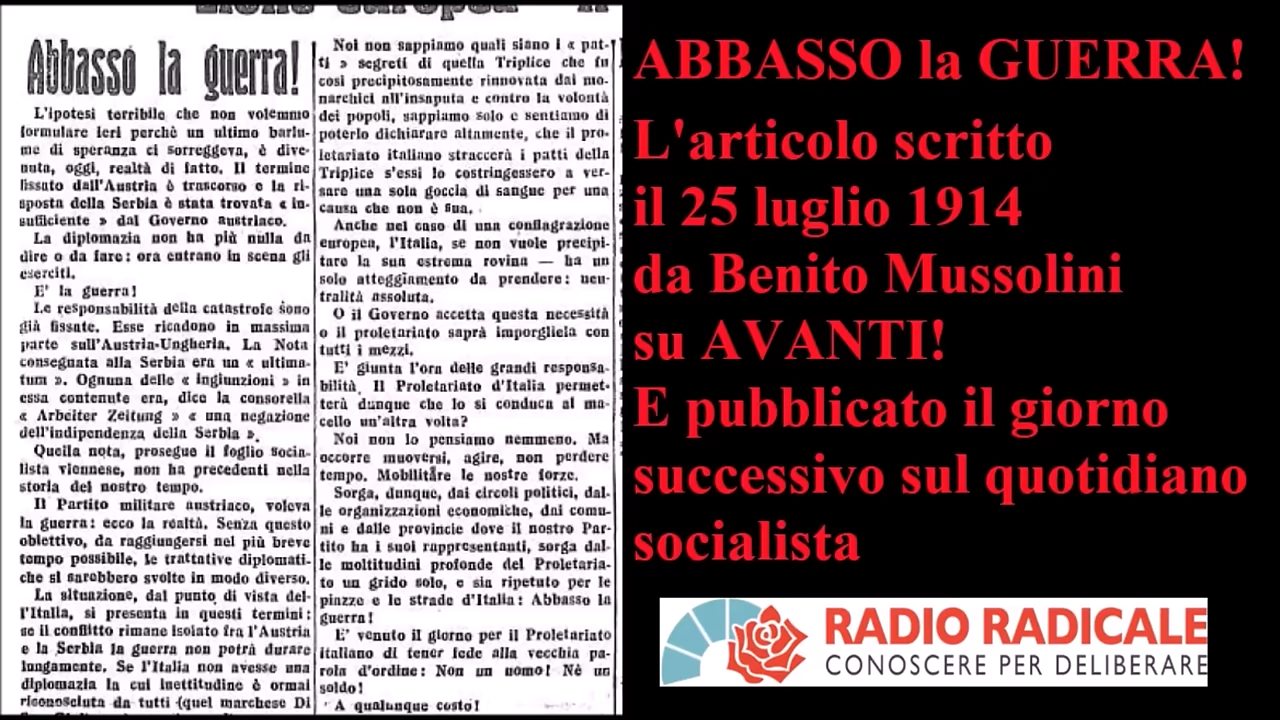 Abbasso la guerra!
L'ipotesi terribile che non volemmo
formulare ieri perchè un ultimo barlu-
me di speranza ci sorreggeva, è dive-
nuta, oggi, realtà di fatto. Il termine
fissato dall'Austria è trascorso e la ri-
sposta della Serbia è stata trovata « in-
sufficiente » dal Governo austriaco.
La diplomazia non ha più nulla da
dire o da fare: ora entrano in scena gli
eserciti.
E' la guerra!
Le responsabilità della catastrofe sono
già fissate. Esse ricadono in massima
parte sull'Austria-Ungheria. La Nota
consegnata alla Serbia era un « ultima-
tum ». Ognuna delle « ingiunzioni » in
essa contenute era, dice la consorella
« Arbeiter Zeitung » « una negazione
dell'indipendenza della Serbia ».
Quella nota, prosegue il foglio socia-
lista viennese, non ha precedenti nella
storia del nostro tempo.
Il Partito militare austriaco, voleva
la guerra: ecco la realtà. Senza questo
obiettivo, da raggiungersi nel più breve
tempo possibile, le trattative diplomati-
che si sarebbero svolte in modo diverso.
La situazione, dal punto di vista del-
l'Italia, si presenta in questi termini:
se il conflitto rimane isolato fra l'Austria
e la Serbia la guerra non potrà durare
lungamente. Se l'Italia non avesse una
diplomazia la cui inettitudine è ormai
riconosciuta da tutti (quel marchese Di
Noi non sappiamo quali siano i « pat-
ti » segreti di quella Triplice che fu
così precipitosamente rinnovata dai mo-
narchici all'insaputa e contro la volontà
dei popoli, sappiamo solo e sentiamo di
poterlo dichiarare altamente, che il pro-
letariato italiano straccerà i patti della
Triplice s'essi lo costringessero a ver-
sare una sola goccia di sangue per una
causa che non è sua.
Anche nel caso di una conflagrazione
europea, l'Italia, se non vuole precipi-
tare la sua estrema rovina — ha un
solo atteggiamento da prendere: neu-
tralità assoluta.
O il Governo accetta questa necessità
o il proletariato saprà imporgliela con
tutti i mezzi.
E' giunta l'ora delle grandi responsa-
bilità. Il Proletariato d'Italia permet-
terà dunque che lo si conduca al ma-
cello un'altra volta?
Noi non lo pensiamo nemmeno. Ma
occorre muoversi, agire, non perdere
tempo. Mobilitare le nostre forze.
Sorga, dunque, dai circoli politici, dal-
le organizzazioni economiche, dai comu-
ni e dalle provincie dove il nostro Par-
tito ha i suoi rappresentanti, sorga dal-
le moltitudini profonde del Proletaria-
to un grido solo, e sia ripetuto per le
piazze e le strade d'Italia: Abbasso la
guerra!
E' venuto il giorno per il Proletariato
italiano di tener fede alla vecchia pa-
rola d'ordine: Non un uomo! Nè un
soldo!
A qualunque costo!
ABBASSO la GUERRA!
L'articolo scritto
il 25 luglio 1914
da Benito Mussolini
su AVANTI!
E pubblicato il giorno
successivo sul quotidiano
socialista
RADIO RADICALE
CONOSCERE PER DELIBERARE